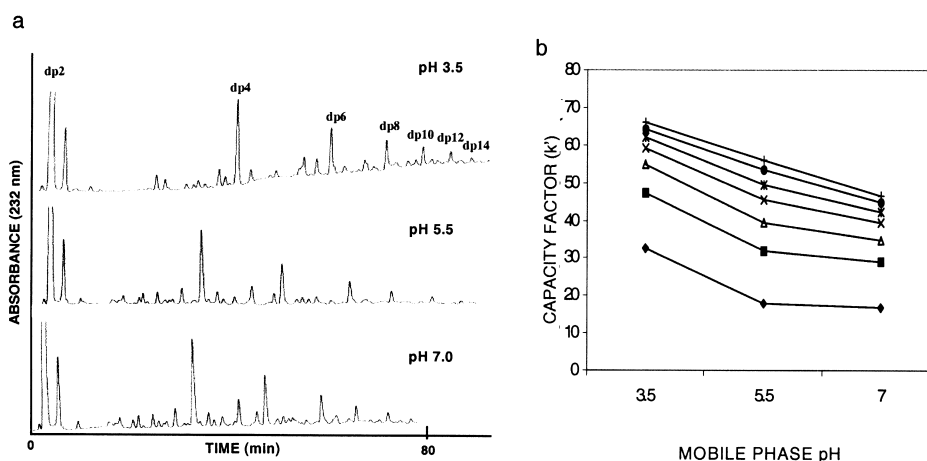 a
dp2
pH 3.5
dp4
dp6
dp8
dp10
dp12
dp14
pH 5.5
pH 7.0
ABSORBANCE (232 nm)
0
TIME (min)
80
b
80
70
60
50
40
30
20
10
0
CAPACITY FACTOR (k')
3.5
5.5
7
MOBILE PHASE pH